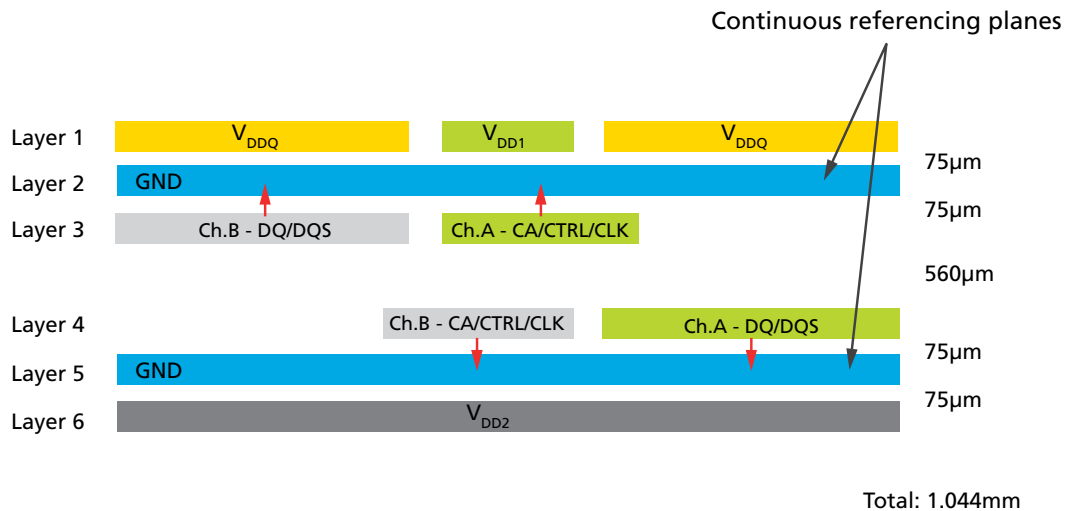 Continuous referencing planes
Layer 1 VDDQ VDD1 VDDQ
75µm
Layer 2 GND
75µm
Layer 3 Ch.B - DQ/DQS Ch.A - CA/CTRL/CLK
560µm
Layer 4 Ch.B - CA/CTRL/CLK Ch.A - DQ/DQS
75µm
Layer 5 GND
75µm
Layer 6 VDD2
Total: 1.044mm